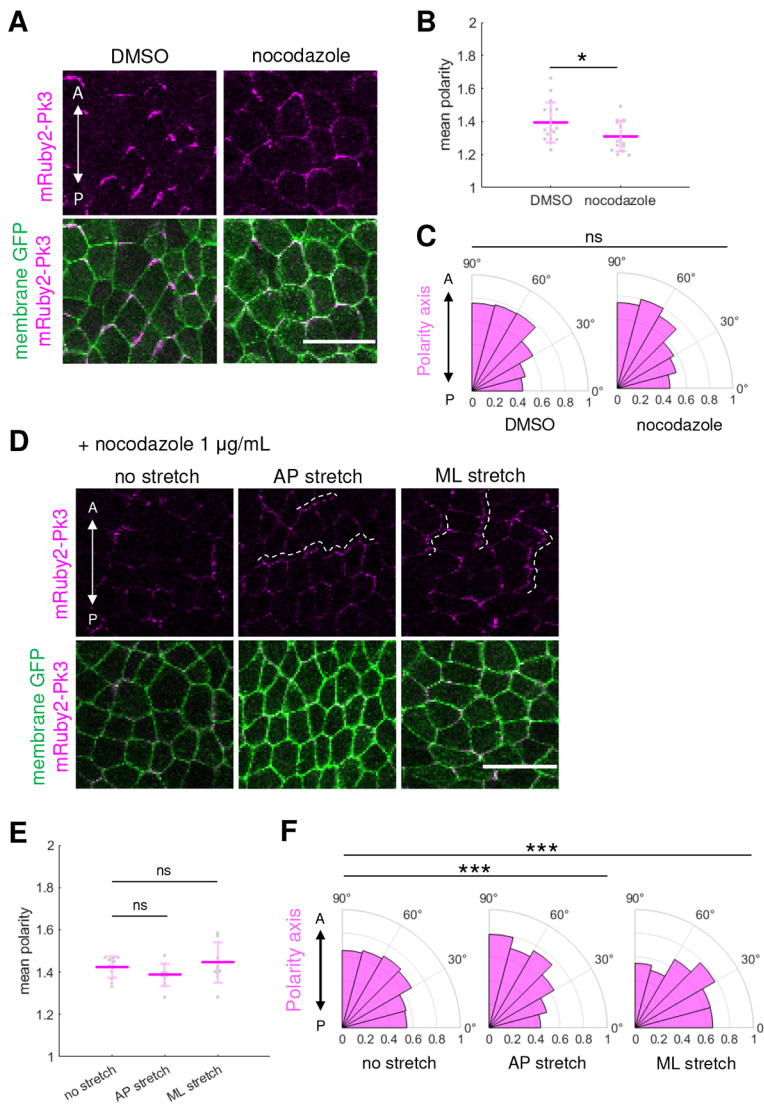 A
DMSO
nocodazole
mRuby2-Pk3
A
P
membrane GFP
mRuby2-Pk3
B
mean polarity
2
1.8
1.6
1.4
1.2
1
*
DMSO
nocodazole
C
ns
Polarity axis
A
P
90°
60°
30°
0°
0 0.2 0.4 0.6 0.8 1
DMSO
90°
60°
30°
0°
0 0.2 0.4 0.6 0.8 1
nocodazole
D
+ nocodazole 1 µg/mL
no stretch
AP stretch
ML stretch
mRuby2-Pk3
A
P
membrane GFP
mRuby2-Pk3
E
mean polarity
2
1.8
1.6
1.4
1.2
1
ns
ns
no stretch
AP stretch
ML stretch
F
***
***
Polarity axis
A
P
90°
60°
30°
0°
0 0.2 0.4 0.6 0.8 1
no stretch
90°
60°
30°
0°
0 0.2 0.4 0.6 0.8 1
AP stretch
90°
60°
30°
0
0 0.2 0.4 0.6 0.8 1
ML stretch